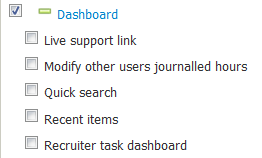 Dashboard
Live support link
Modify other users journalled hours
Quick search
Recent items
Recruiter task dashboard